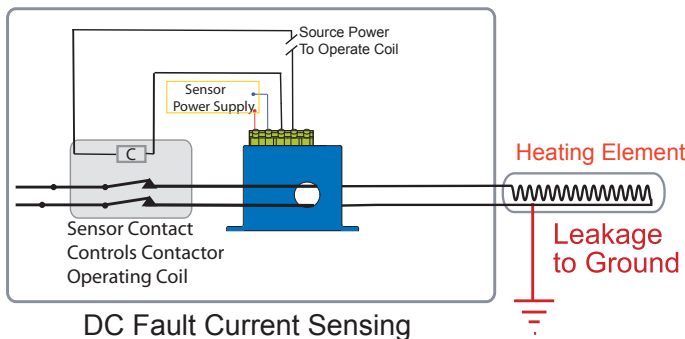 Source Power
To Operate Coil
Sensor
Power Supply
C
Heating Element
Sensor Contact
Controls Contactor
Operating Coil
Leakage
to Ground
DC Fault Current Sensing